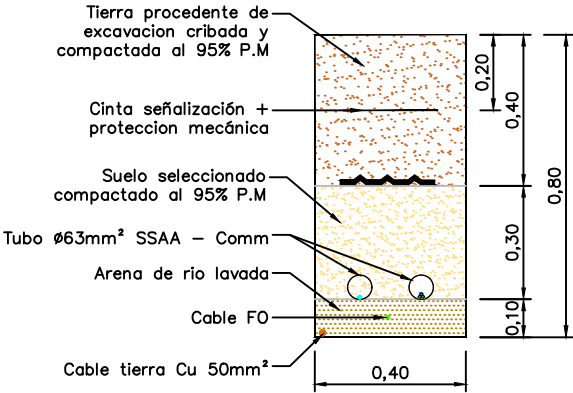 Tierra procedente de
excavacion cribada y
compactada al 95% P.M
Cinta señalización +
proteccion mecánica
Suelo seleccionado
compactado al 95% P.M
Tubo Ø63mm² SSAA – Comm
Arena de rio lavada
Cable FO
Cable tierra Cu 50mm²
0,20
0,40
0,80
0,30
0,10
0,40